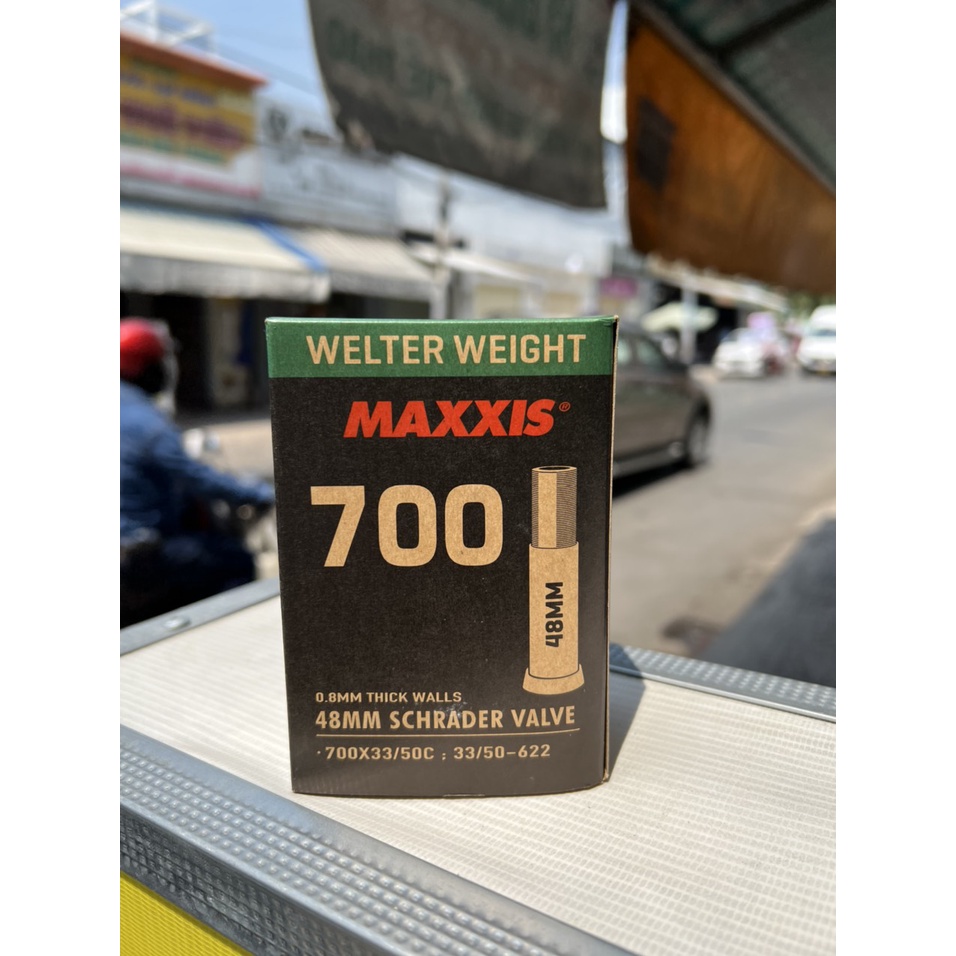 WELTER WEIGHT
MAXXIS®
700
48MM
0.8MM THICK WALLS
48MM SCHRADER VALVE
700X33/50C ; 33/50-622